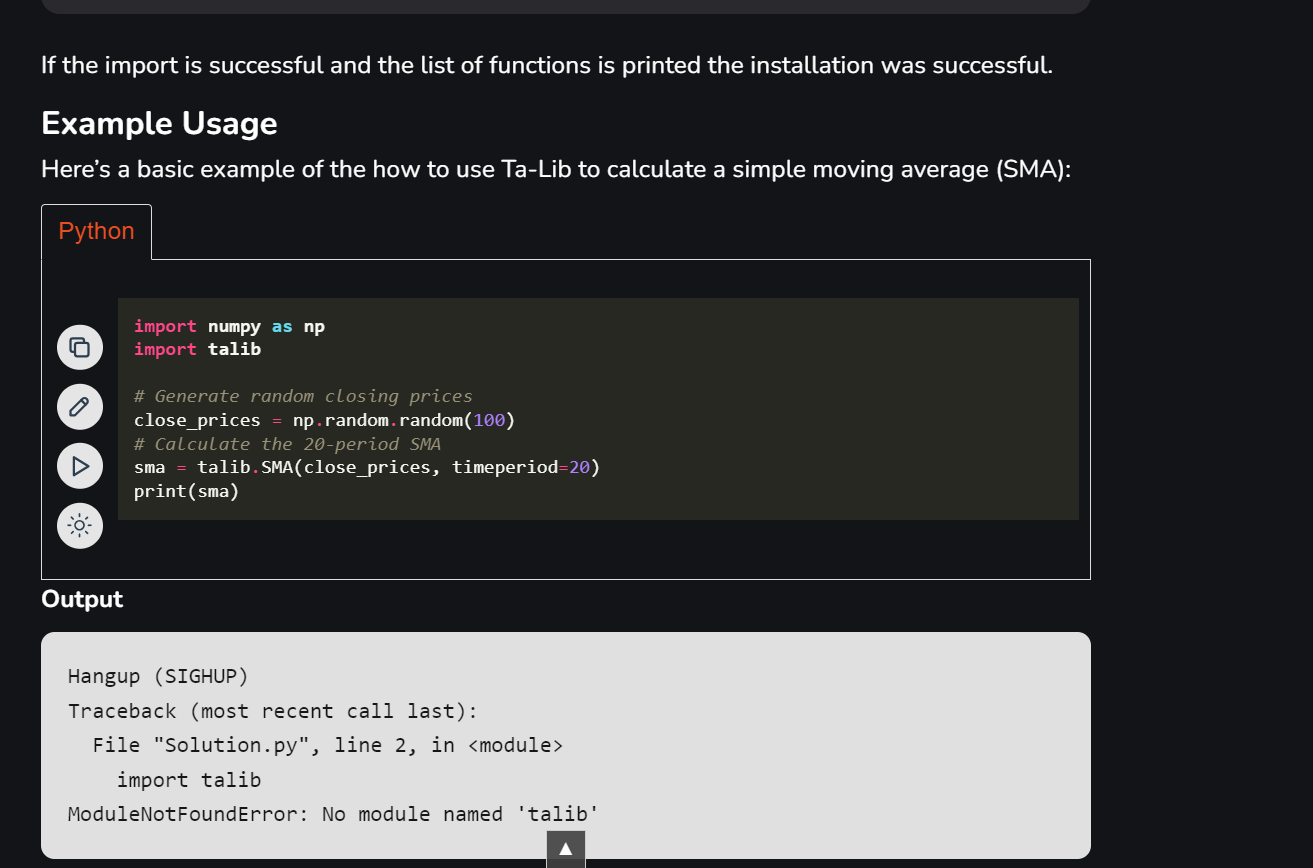 If the import is successful and the list of functions is printed the installation was successful.
Example Usage
Here’s a basic example of the how to use Ta-Lib to calculate a simple moving average (SMA):
Python
import numpy as np
import talib
# Generate random closing prices
close_prices = np.random.random(100)
# Calculate the 20-period SMA
sma = talib.SMA(close_prices, timeperiod=20)
print(sma)
Output
Hangup (SIGHUP)
Traceback (most recent call last):
  File "Solution.py", line 2, in <module>
    import talib
ModuleNotFoundError: No module named 'talib'